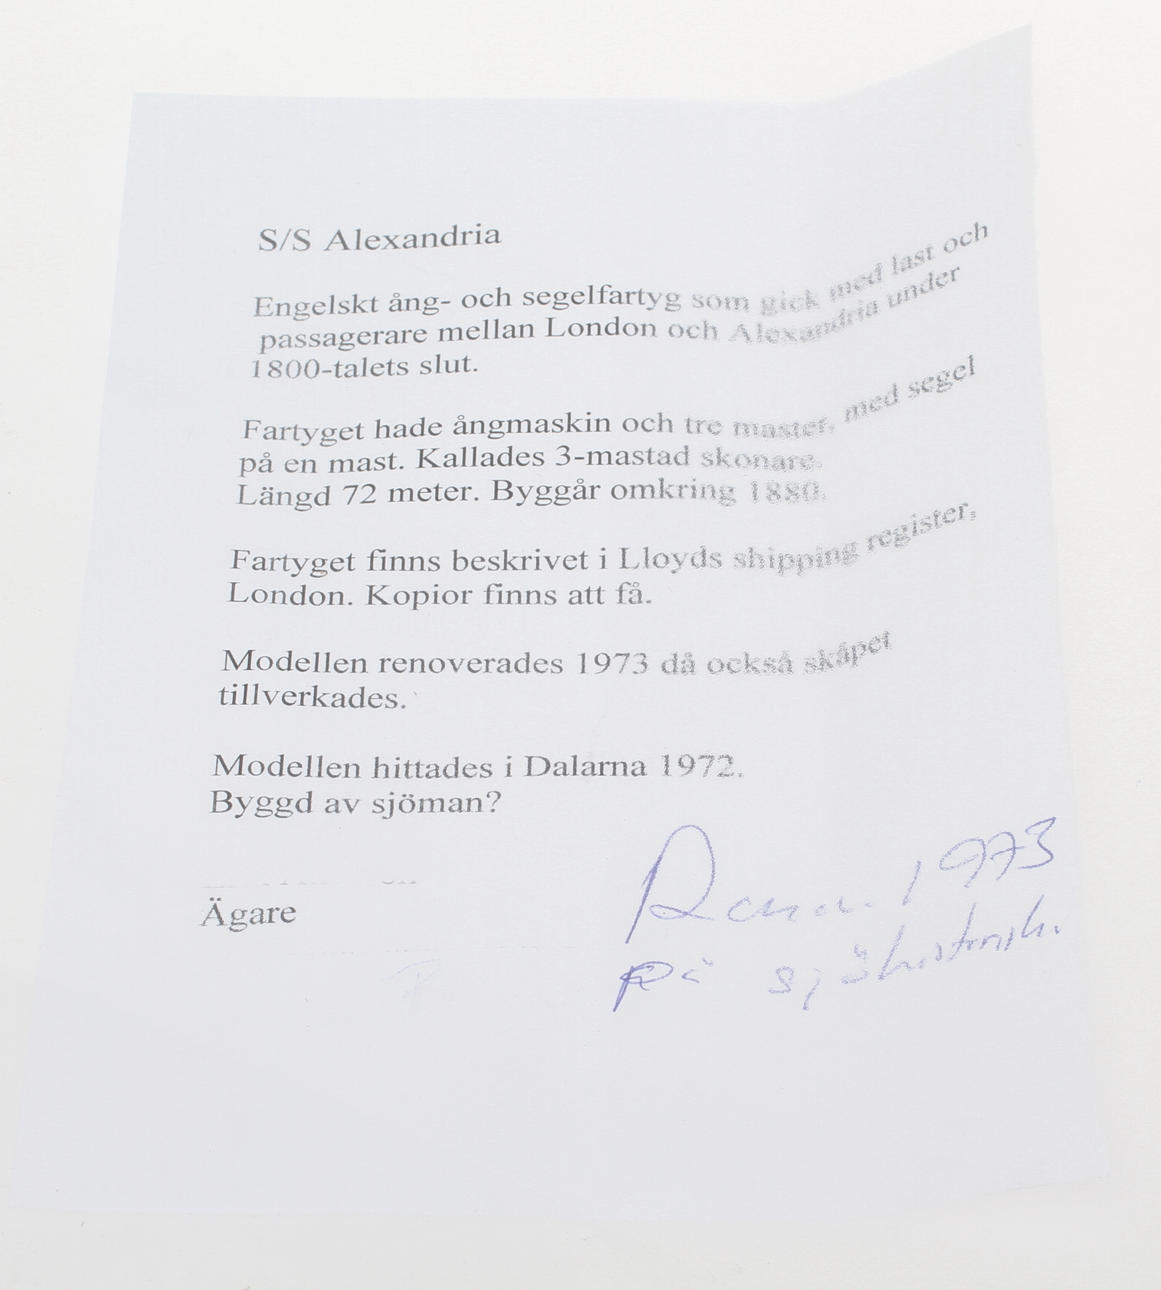 S/S Alexandria
Engelskt ång- och segelfartyg som gick med last och
passagerare mellan London och Alexandria under
1800-talets slut.
Fartyget hade ångmaskin och tre master, med segel
på en mast. Kallades 3-mastad skonare.
Längd 72 meter. Byggår omkring 1880.
Fartyget finns beskrivet i Lloyds shipping register,
London. Kopior finns att få.
Modellen renoverades 1973 då också skåpet
tillverkades.
Modellen hittades i Dalarna 1972.
Byggd av sjöman?
Ägare
1973
på sjöhistorisk.